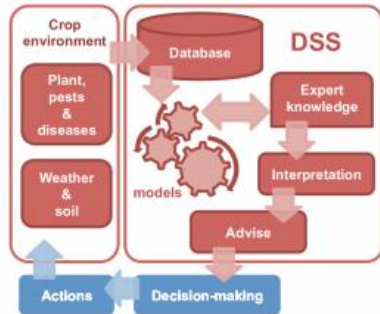 Crop
environment
Plant,
pests
&
diseases
Weather
&
soil
Database
DSS
Expert
knowledge
models
Interpretation
Advise
Actions
Decision-making